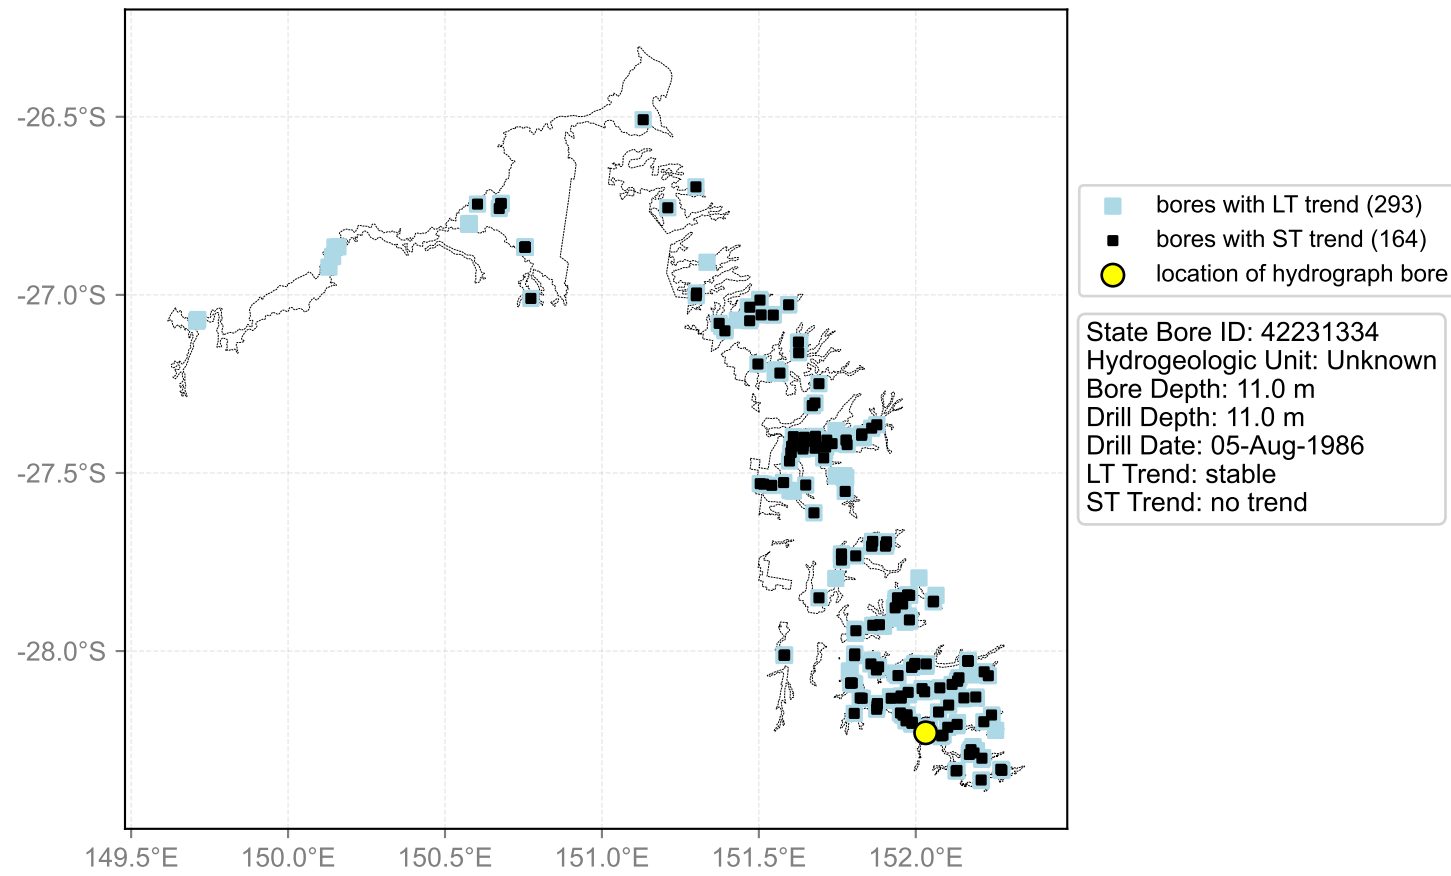 -26.5°S
-27.0°S
-27.5°S
-28.0°S
149.5°E
150.0°E
150.5°E
151.0°E
151.5°E
152.0°E
bores with LT trend (293)
bores with ST trend (164)
location of hydrograph bore
State Bore ID: 42231334
Hydrogeologic Unit: Unknown
Bore Depth: 11.0 m
Drill Depth: 11.0 m
Drill Date: 05-Aug-1986
LT Trend: stable
ST Trend: no trend